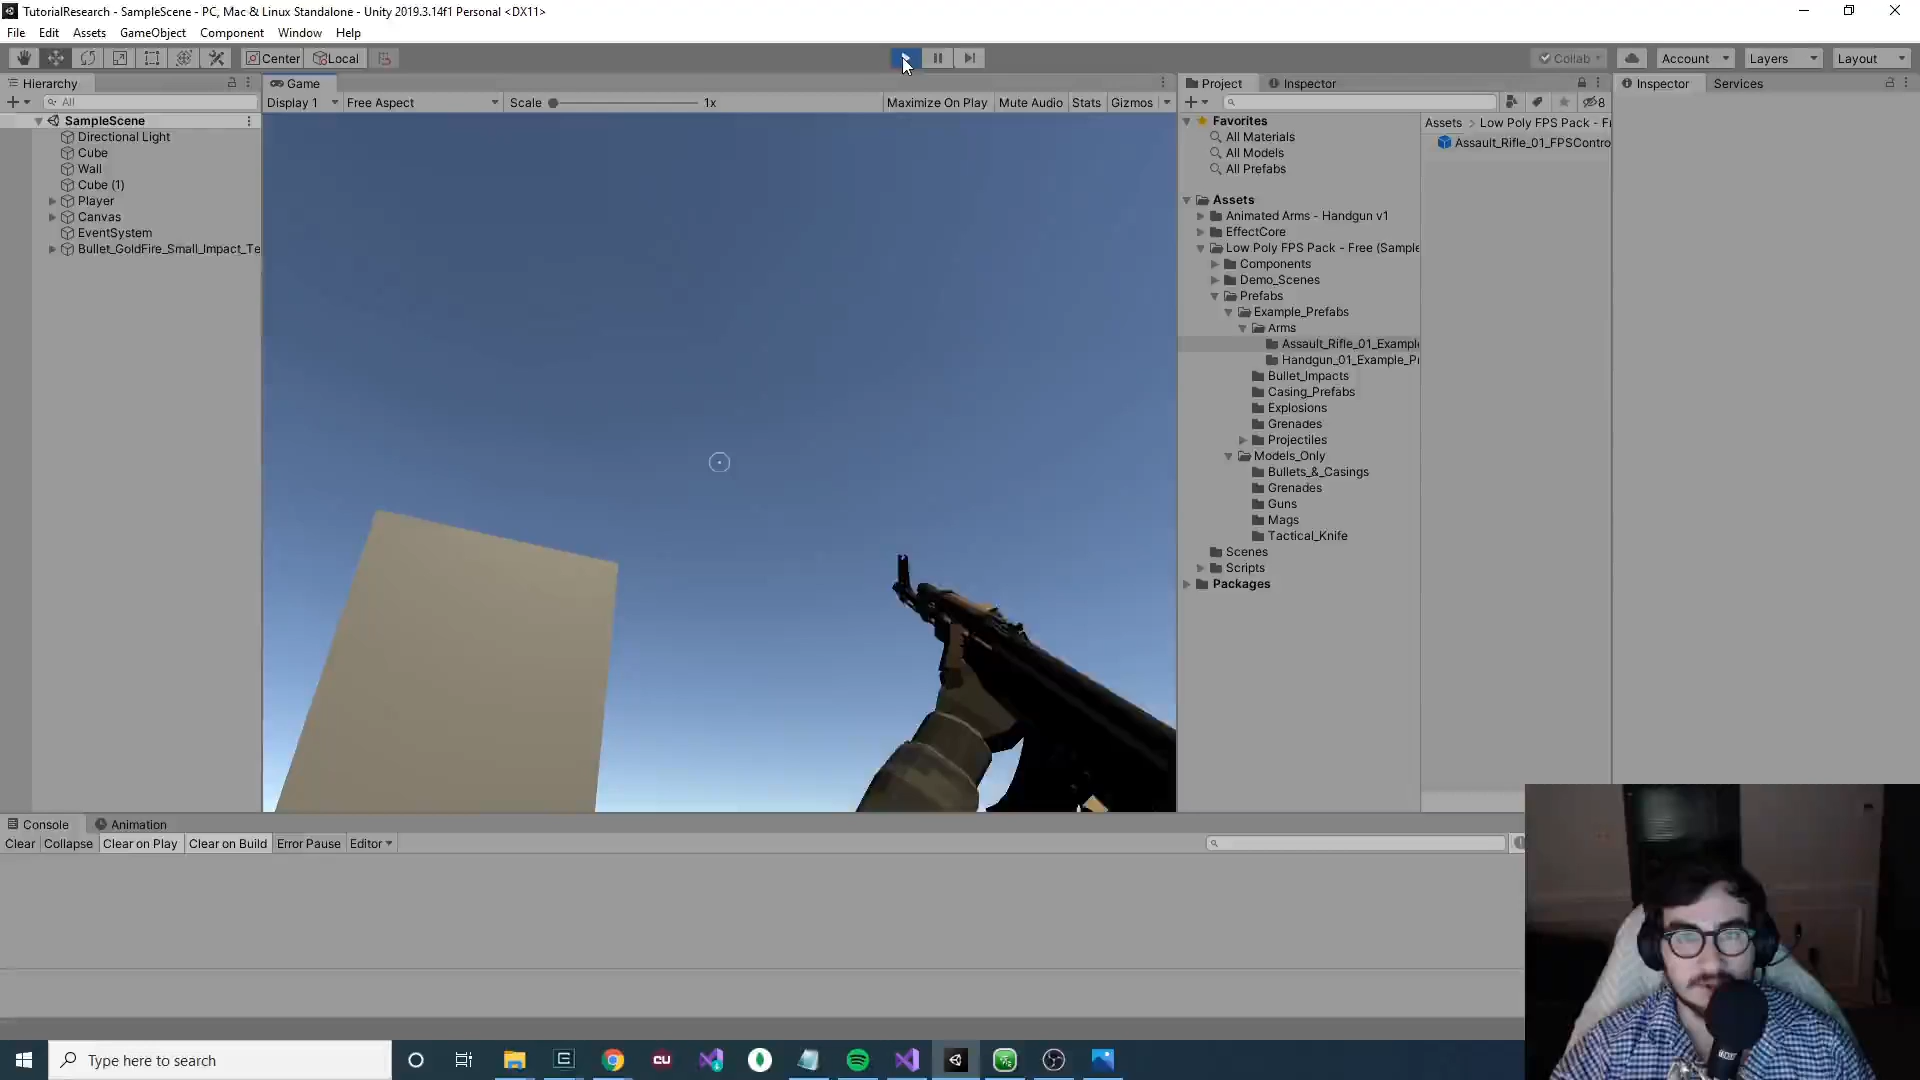 TutorialResearch - SampleScene - PC, Mac & Linux Standalone - Unity 2019.3.14f1 Personal <DX11>
File Edit Assets GameObject Component Window Help
Center Local Collab Account Layers Layout
Hierarchy
All
SampleScene
Directional Light
Cube
Wall
Cube (1)
Player
Canvas
EventSystem
Bullet_GoldFire_Small_Impact_Te
Game
Display 1 Free Aspect Scale 1x Maximize On Play Mute Audio Stats Gizmos
Project Inspector
8
Favorites
All Materials
All Models
All Prefabs
Assets
Animated Arms - Handgun v1
EffectCore
Low Poly FPS Pack - Free (Sample
Components
Demo_Scenes
Prefabs
Example_Prefabs
Arms
Assault_Rifle_01_Example
Handgun_01_Example_Pr
Bullet_Impacts
Casing_Prefabs
Explosions
Grenades
Projectiles
Models_Only
Bullets_&_Casings
Grenades
Guns
Mags
Tactical_Knife
Scenes
Scripts
Packages
Assets > Low Poly FPS Pack - Fr
Assault_Rifle_01_FPSContro
Inspector Services
Console Animation
Clear Collapse Clear on Play Clear on Build Error Pause Editor
Type here to search